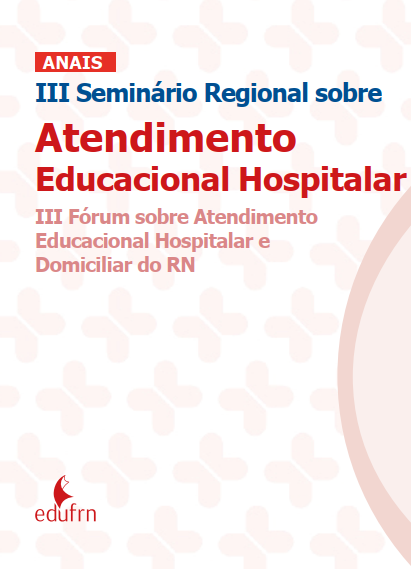 ANAIS
III Seminário Regional sobre
Atendimento
Educacional Hospitalar
III Fórum sobre Atendimento
Educacional Hospitalar e
Domiciliar do RN
edufrn